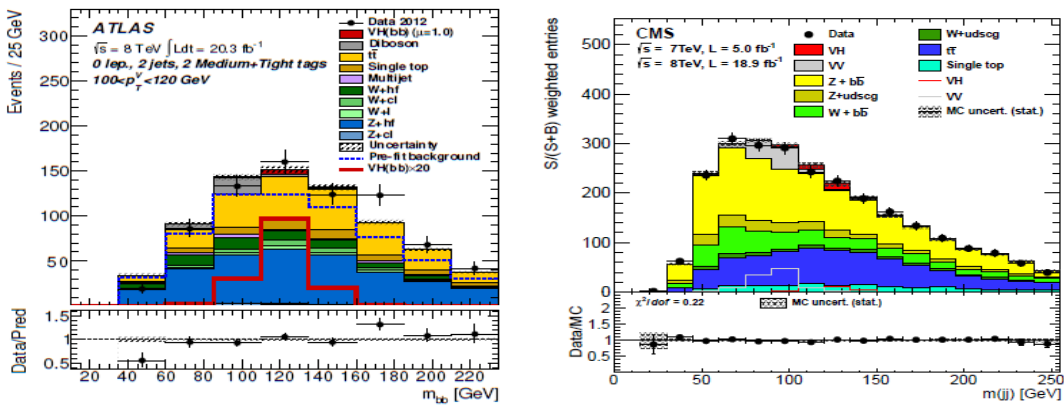 ATLAS
√s = 8 TeV ∫Ldt = 20.3 fb⁻¹
0 lep., 2 jets, 2 Medium+Tight tags
100<p_T^V<120 GeV
Data 2012
VH(bb) (μ=1.0)
Diboson
tt̄
Single top
Multijet
W+hf
W+cl
W+l
Z+hf
Z+cl
Uncertainty
Pre-fit background
VH(bb)×20
Events / 25 GeV
300
250
200
150
100
50
Data/Pred
1.5
1
0.5
20 40 60 80 100 120 140 160 180 200 220
m_bb [GeV]
CMS
√s = 7TeV, L = 5.0 fb⁻¹
√s = 8TeV, L = 18.9 fb⁻¹
Data
VH
VV
Z + bb̄
Z+udscg
W + bb̄
W+udscg
tt̄
Single top
VH
VV
MC uncert. (stat.)
S/(S+B) weighted entries
500
400
300
200
100
0
χ²/dof = 0.22
MC uncert. (stat.)
Data/MC
2
1.5
1
0.5
0 50 100 150 200 250
m(jj) [GeV]